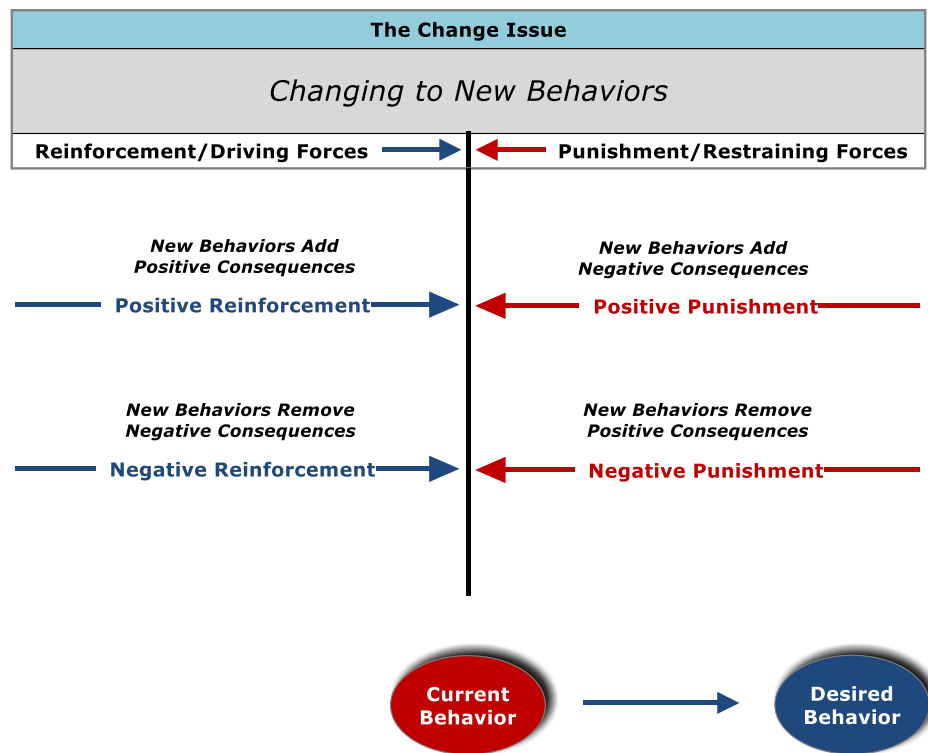 The Change Issue
Changing to New Behaviors
Reinforcement/Driving Forces
Punishment/Restraining Forces
New Behaviors Add
Positive Consequences
Positive Reinforcement
New Behaviors Add
Negative Consequences
Positive Punishment
New Behaviors Remove
Negative Consequences
Negative Reinforcement
New Behaviors Remove
Positive Consequences
Negative Punishment
Current
Behavior
Desired
Behavior